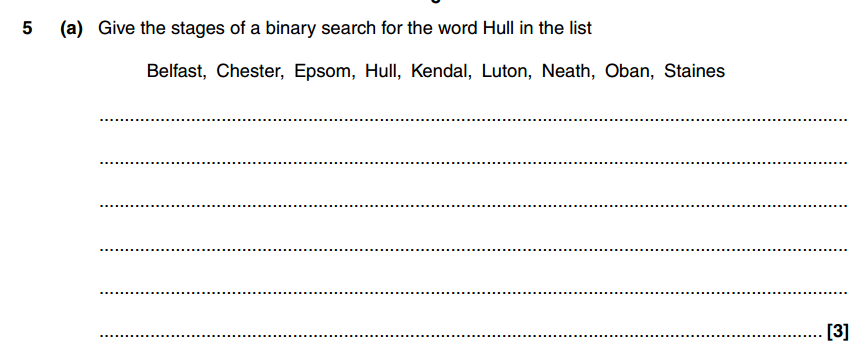 5 (a) Give the stages of a binary search for the word Hull in the list
Belfast, Chester, Epsom, Hull, Kendal, Luton, Neath, Oban, Staines
[3]